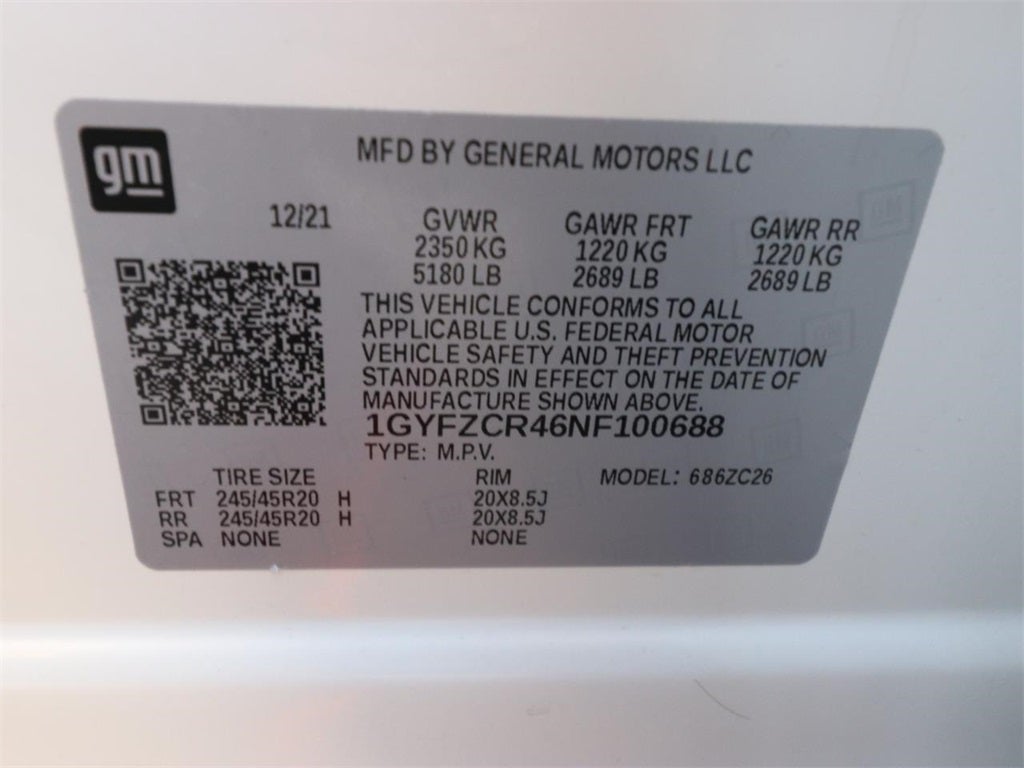 gm
MFD BY GENERAL MOTORS LLC
12/21 GVWR GAWR FRT GAWR RR
2350 KG 1220 KG 1220 KG
5180 LB 2689 LB 2689 LB
THIS VEHICLE CONFORMS TO ALL
APPLICABLE U.S. FEDERAL MOTOR
VEHICLE SAFETY AND THEFT PREVENTION
STANDARDS IN EFFECT ON THE DATE OF
MANUFACTURE SHOWN ABOVE.
1GYFZCR46NF100688
TYPE: M.P.V.
TIRE SIZE RIM MODEL: 686ZC26
FRT 245/45R20 H 20X8.5J
RR 245/45R20 H 20X8.5J
SPA NONE NONE